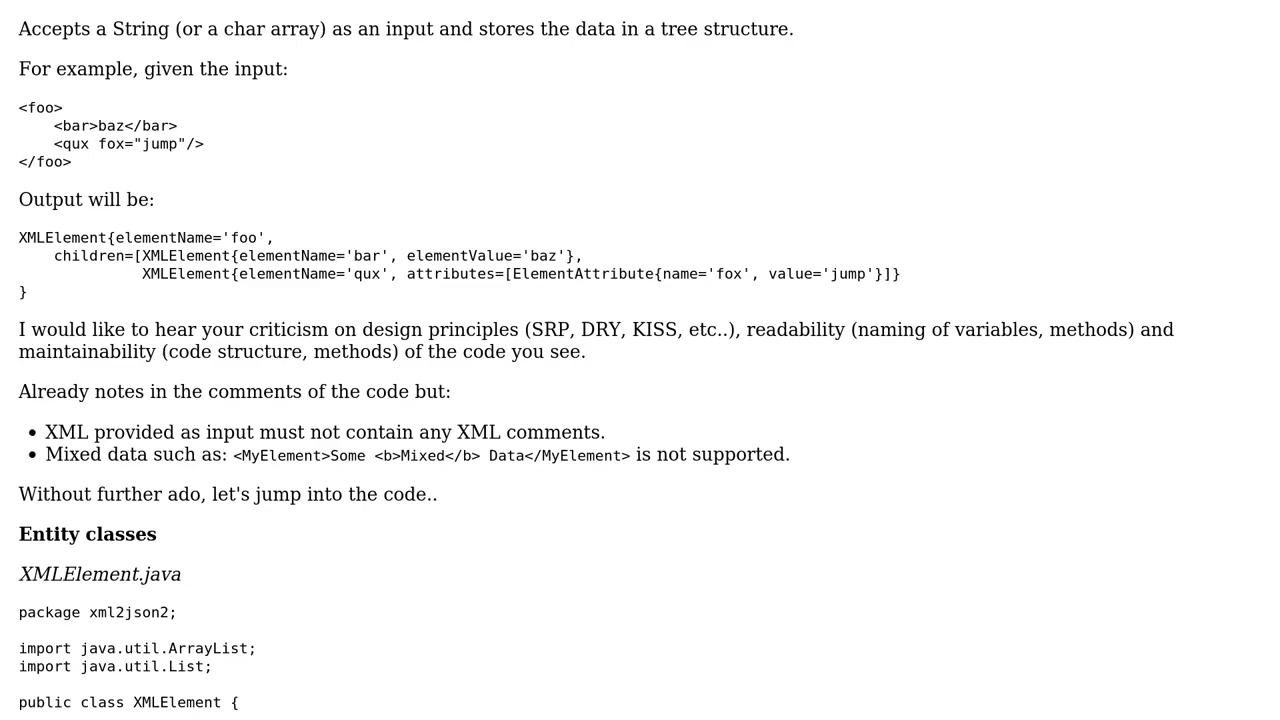 Accepts a String (or a char array) as an input and stores the data in a tree structure.
For example, given the input:
<foo>
    <bar>baz</bar>
    <qux fox="jump"/>
</foo>
Output will be:
XMLElement{elementName='foo',
    children=[XMLElement{elementName='bar', elementValue='baz'},
              XMLElement{elementName='qux', attributes=[ElementAttribute{name='fox', value='jump'}]}
}
I would like to hear your criticism on design principles (SRP, DRY, KISS, etc..), readability (naming of variables, methods) and
maintainability (code structure, methods) of the code you see.
Already notes in the comments of the code but:
• XML provided as input must not contain any XML comments.
• Mixed data such as: <MyElement>Some <b>Mixed</b> Data</MyElement> is not supported.
Without further ado, let's jump into the code..
Entity classes
XMLElement.java
package xml2json2;
import java.util.ArrayList;
import java.util.List;
public class XMLElement {